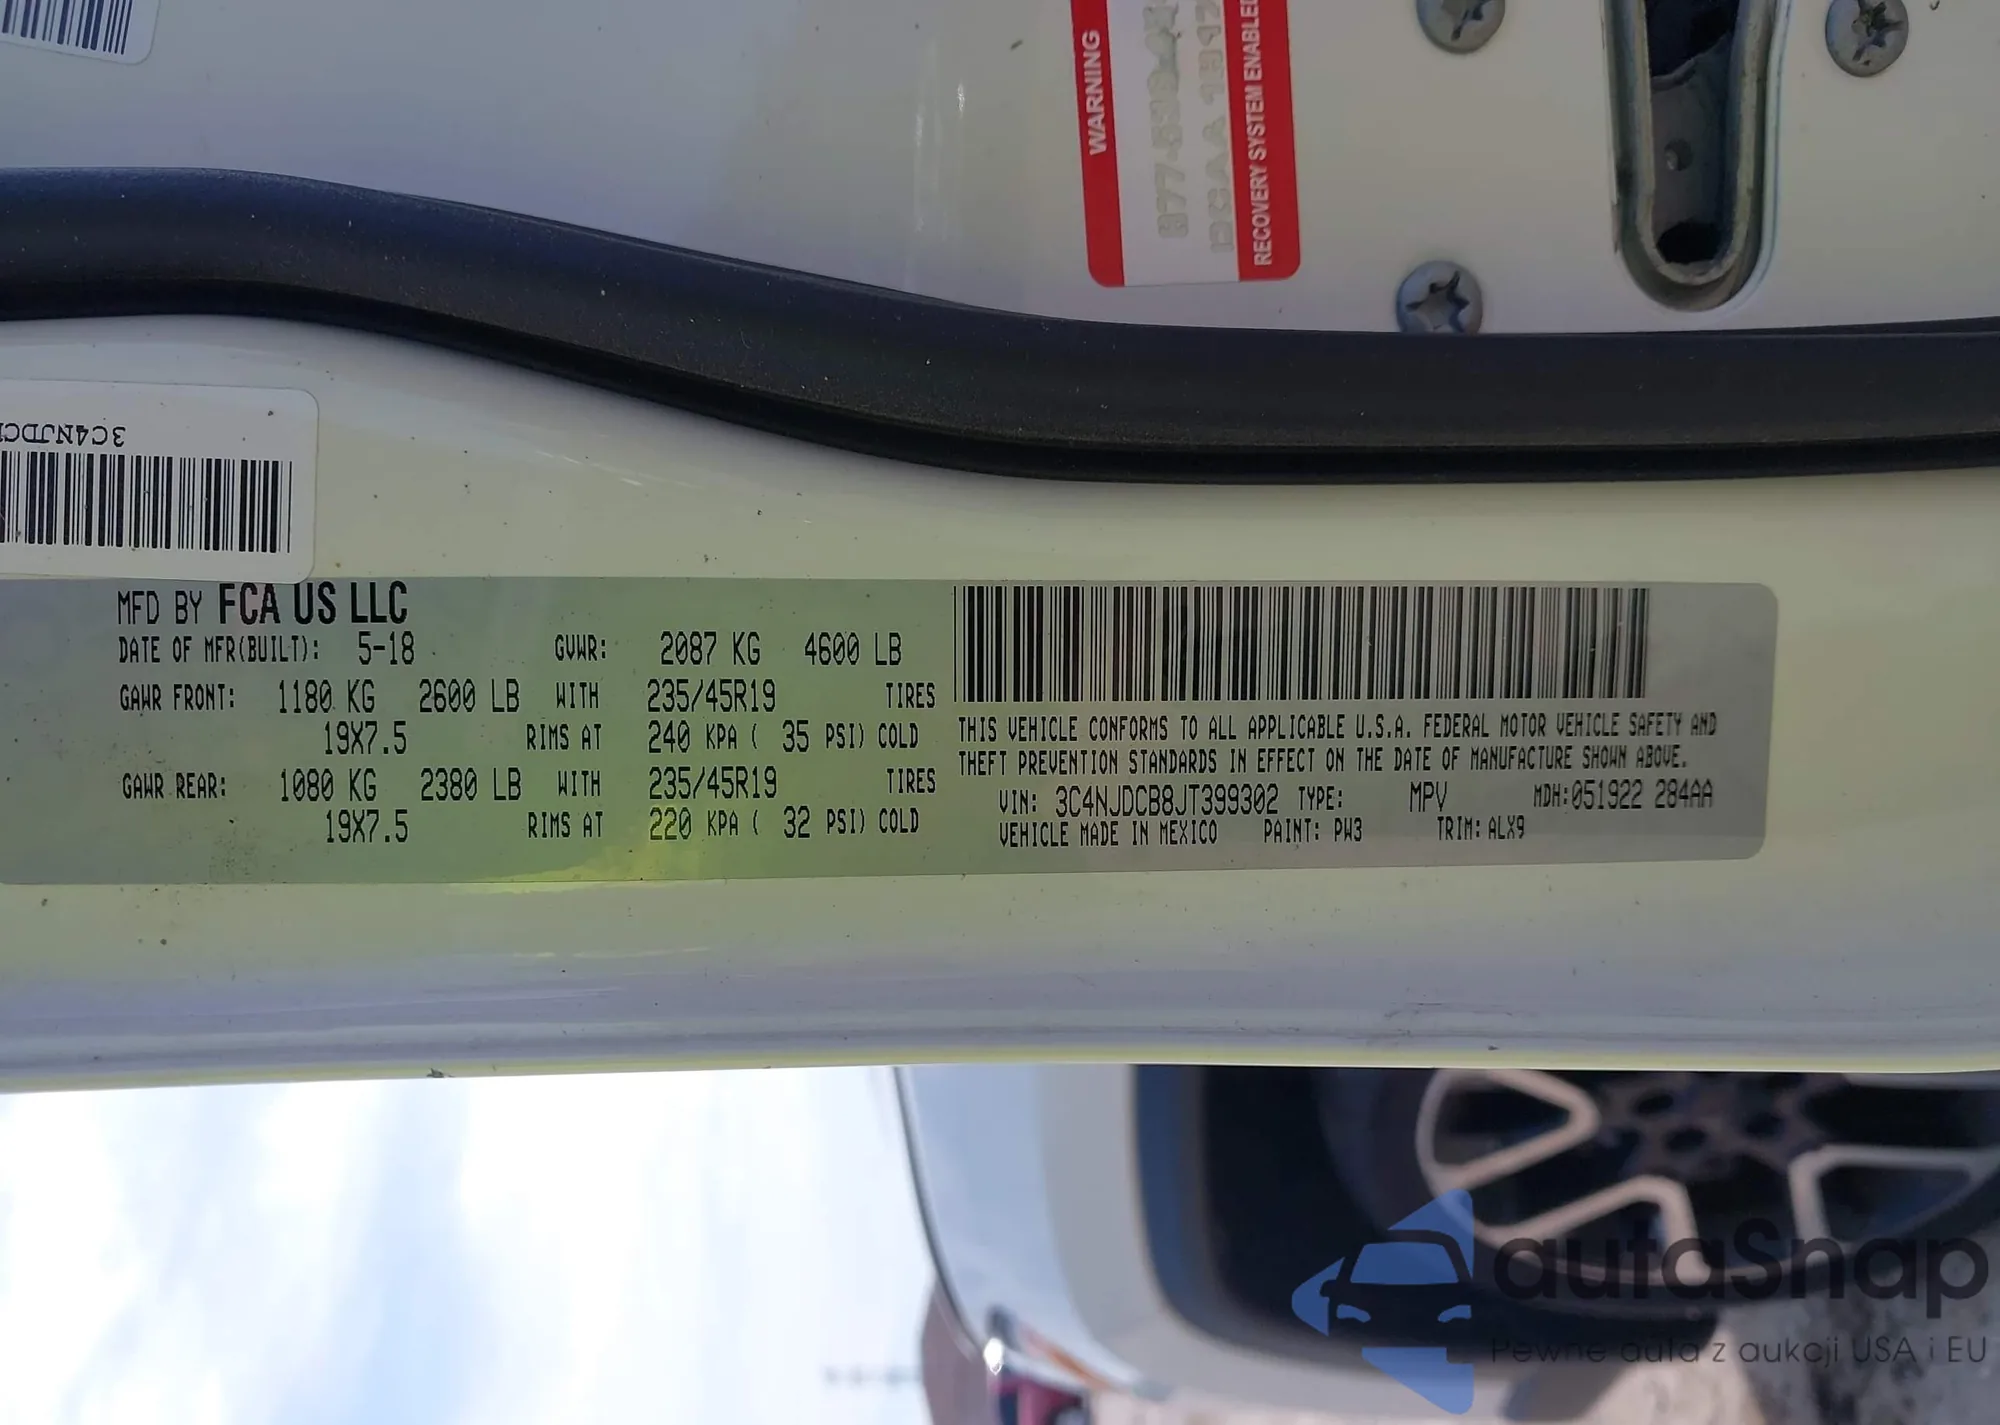 WARNING
RECOVERY SYSTEM ENABLED
3C4NJDC
MFD BY FCA US LLC
DATE OF MFR(BUILT): 5-18 GVWR: 2087 KG 4600 LB
GAWR FRONT: 1180 KG 2600 LB WITH 235/45R19 TIRES
19X7.5 RIMS AT 240 KPA ( 35 PSI) COLD
GAWR REAR: 1080 KG 2380 LB WITH 235/45R19 TIRES
19X7.5 RIMS AT 220 KPA ( 32 PSI) COLD
THIS VEHICLE CONFORMS TO ALL APPLICABLE U.S.A. FEDERAL MOTOR VEHICLE SAFETY AND
THEFT PREVENTION STANDARDS IN EFFECT ON THE DATE OF MANUFACTURE SHOWN ABOVE.
VIN: 3C4NJDCB8JT399302 TYPE: MPV MDH:051922 284AA
VEHICLE MADE IN MEXICO PAINT: PW3 TRIM: ALX9
autaSnap
Pewne auta z aukcji USA i EU